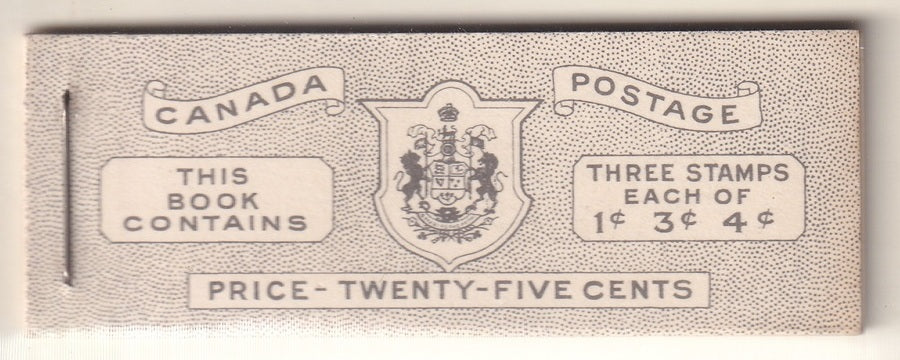 CANADA
POSTAGE
THIS
BOOK
CONTAINS
THREE STAMPS
EACH OF
1¢ 3¢ 4¢
PRICE - TWENTY-FIVE CENTS